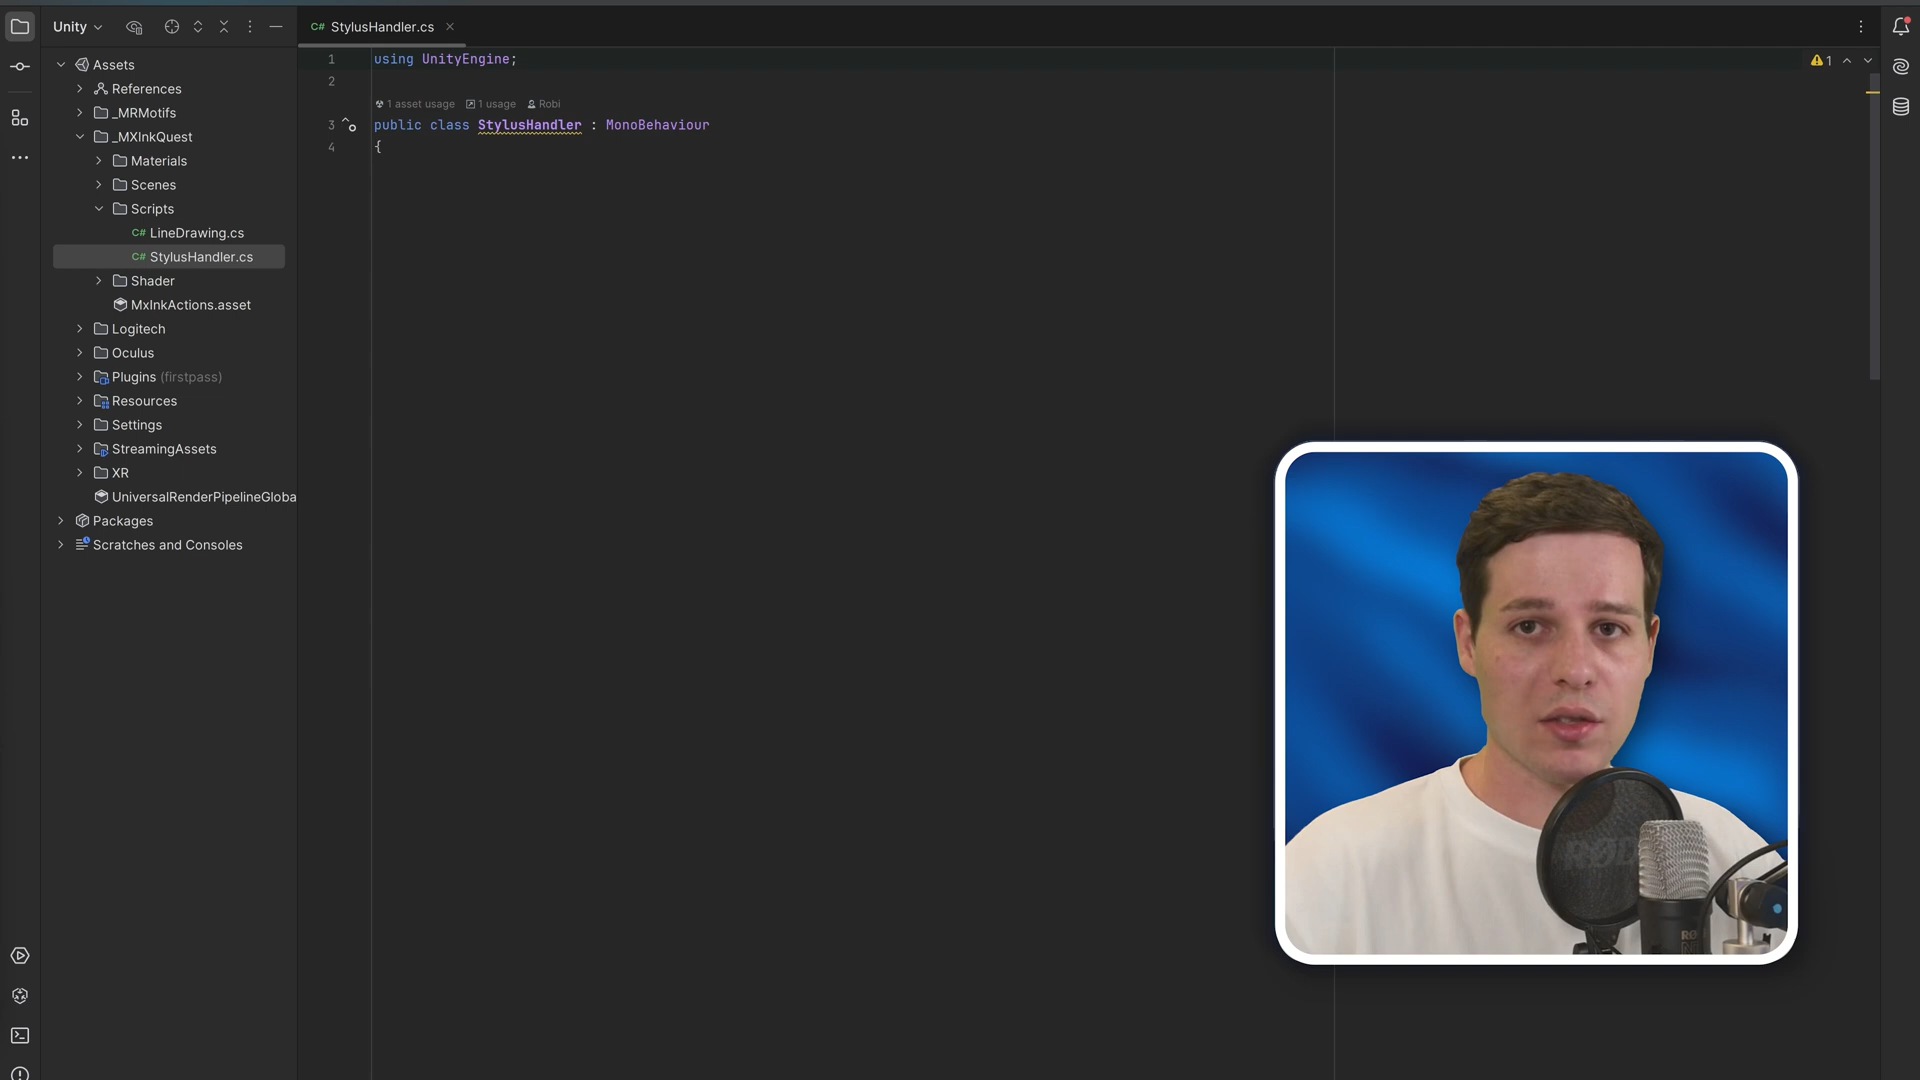 Unity
C# StylusHandler.cs
Assets
References
_MRMotifs
_MXInkQuest
Materials
Scenes
Scripts
C# LineDrawing.cs
C# StylusHandler.cs
Shader
MxInkActions.asset
Logitech
Oculus
Plugins (firstpass)
Resources
Settings
StreamingAssets
XR
UniversalRenderPipelineGloba
Packages
Scratches and Consoles
1 using UnityEngine;
2
1 asset usage 1 usage Robi
3 public class StylusHandler : MonoBehaviour
4 {
1
RØDE